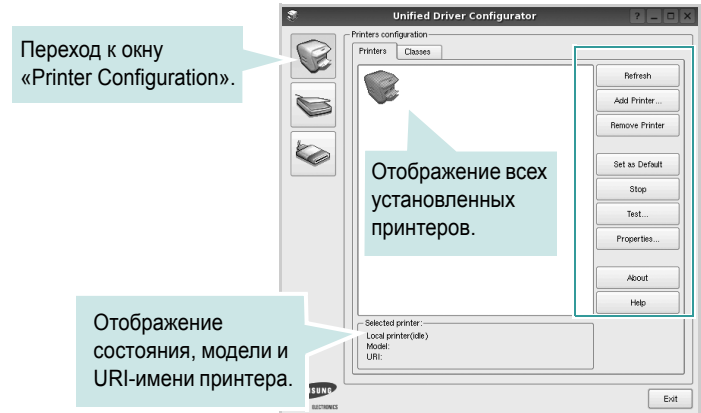 Unified Driver Configurator
Переход к окну
«Printer Configuration».
Printers configuration
Printers
Classes
Refresh
Add Printer...
Remove Printer
Set as Default
Stop
Test...
Properties...
About
Help
Отображение всех
установленных
принтеров.
Отображение
состояния, модели и
URI-имени принтера.
Selected printer:
Local printer(idle)
Model:
URI:
SUNG
ELECTRONICS
Exit